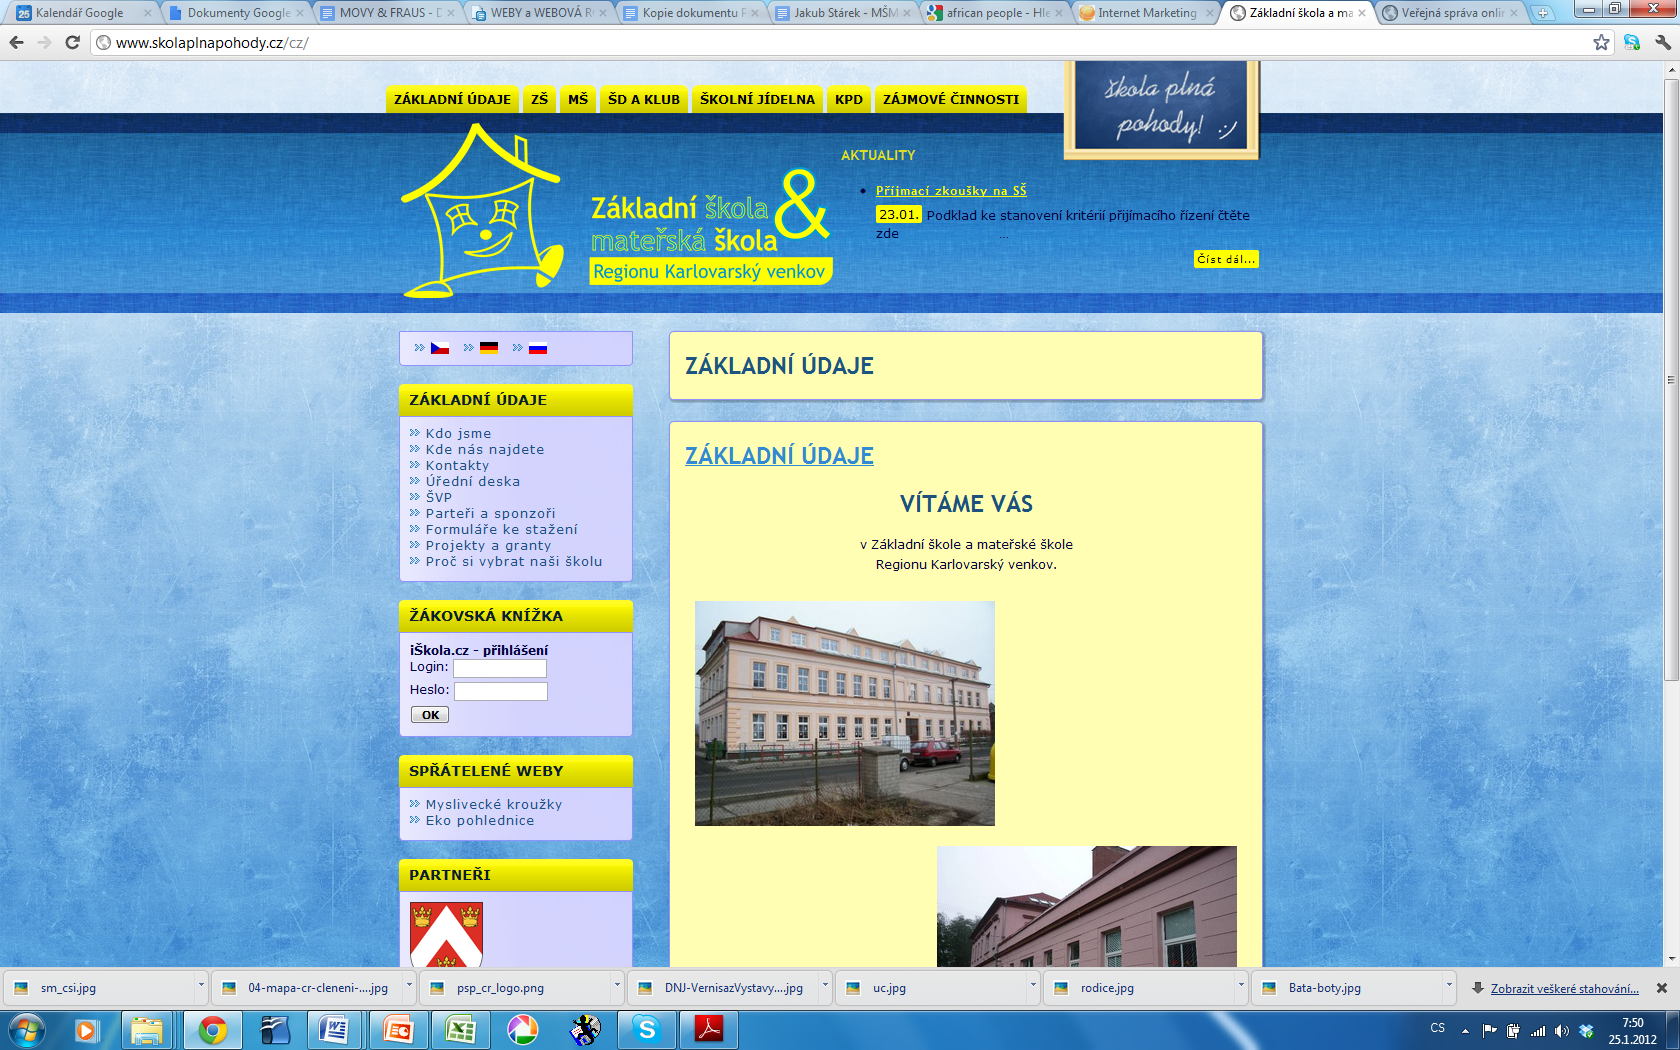 Kalendář Google
Dokumenty Google
MOVY & FRAUS - D
WEBY a WEBOVÁ R
Kopie dokumentu
Jakub Stárek - MŠM
african people - Hle
Internet Marketing
Základní škola a ma
Veřejná správa onlin
www.skolaplnapohody.cz/cz/
ZÁKLADNÍ ÚDAJE
ZŠ
MŠ
ŠD A KLUB
ŠKOLNÍ JÍDELNA
KPD
ZÁJMOVÉ ČINNOSTI
škola plná
pohody! :-)
Základní škola &
mateřská škola
Regionu Karlovarský venkov
AKTUALITY
Příjmací zkoušky na SŠ
23.01. Podklad ke stanovení kritérií přijímacího řízení čtěte
zde ...
Číst dál...
ZÁKLADNÍ ÚDAJE
Kdo jsme
Kde nás najdete
Kontakty
Úřední deska
ŠVP
Parteři a sponzoři
Formuláře ke stažení
Projekty a granty
Proč si vybrat naši školu
ŽÁKOVSKÁ KNÍŽKA
iŠkola.cz - přihlášení
Login:
Heslo:
OK
SPŘÁTELENÉ WEBY
Myslivecké kroužky
Eko pohlednice
PARTNEŘI
ZÁKLADNÍ ÚDAJE
ZÁKLADNÍ ÚDAJE
VÍTÁME VÁS
v Základní škole a mateřské škole
Regionu Karlovarský venkov.
sm_csi.jpg
04-mapa-cr-cleneni-....jpg
psp_cr_logo.png
DNJ-VernisazVystavy....jpg
uc.jpg
rodice.jpg
Bata-boty.jpg
Zobrazit veškeré stahování...
CS
7:50
25.1.2012